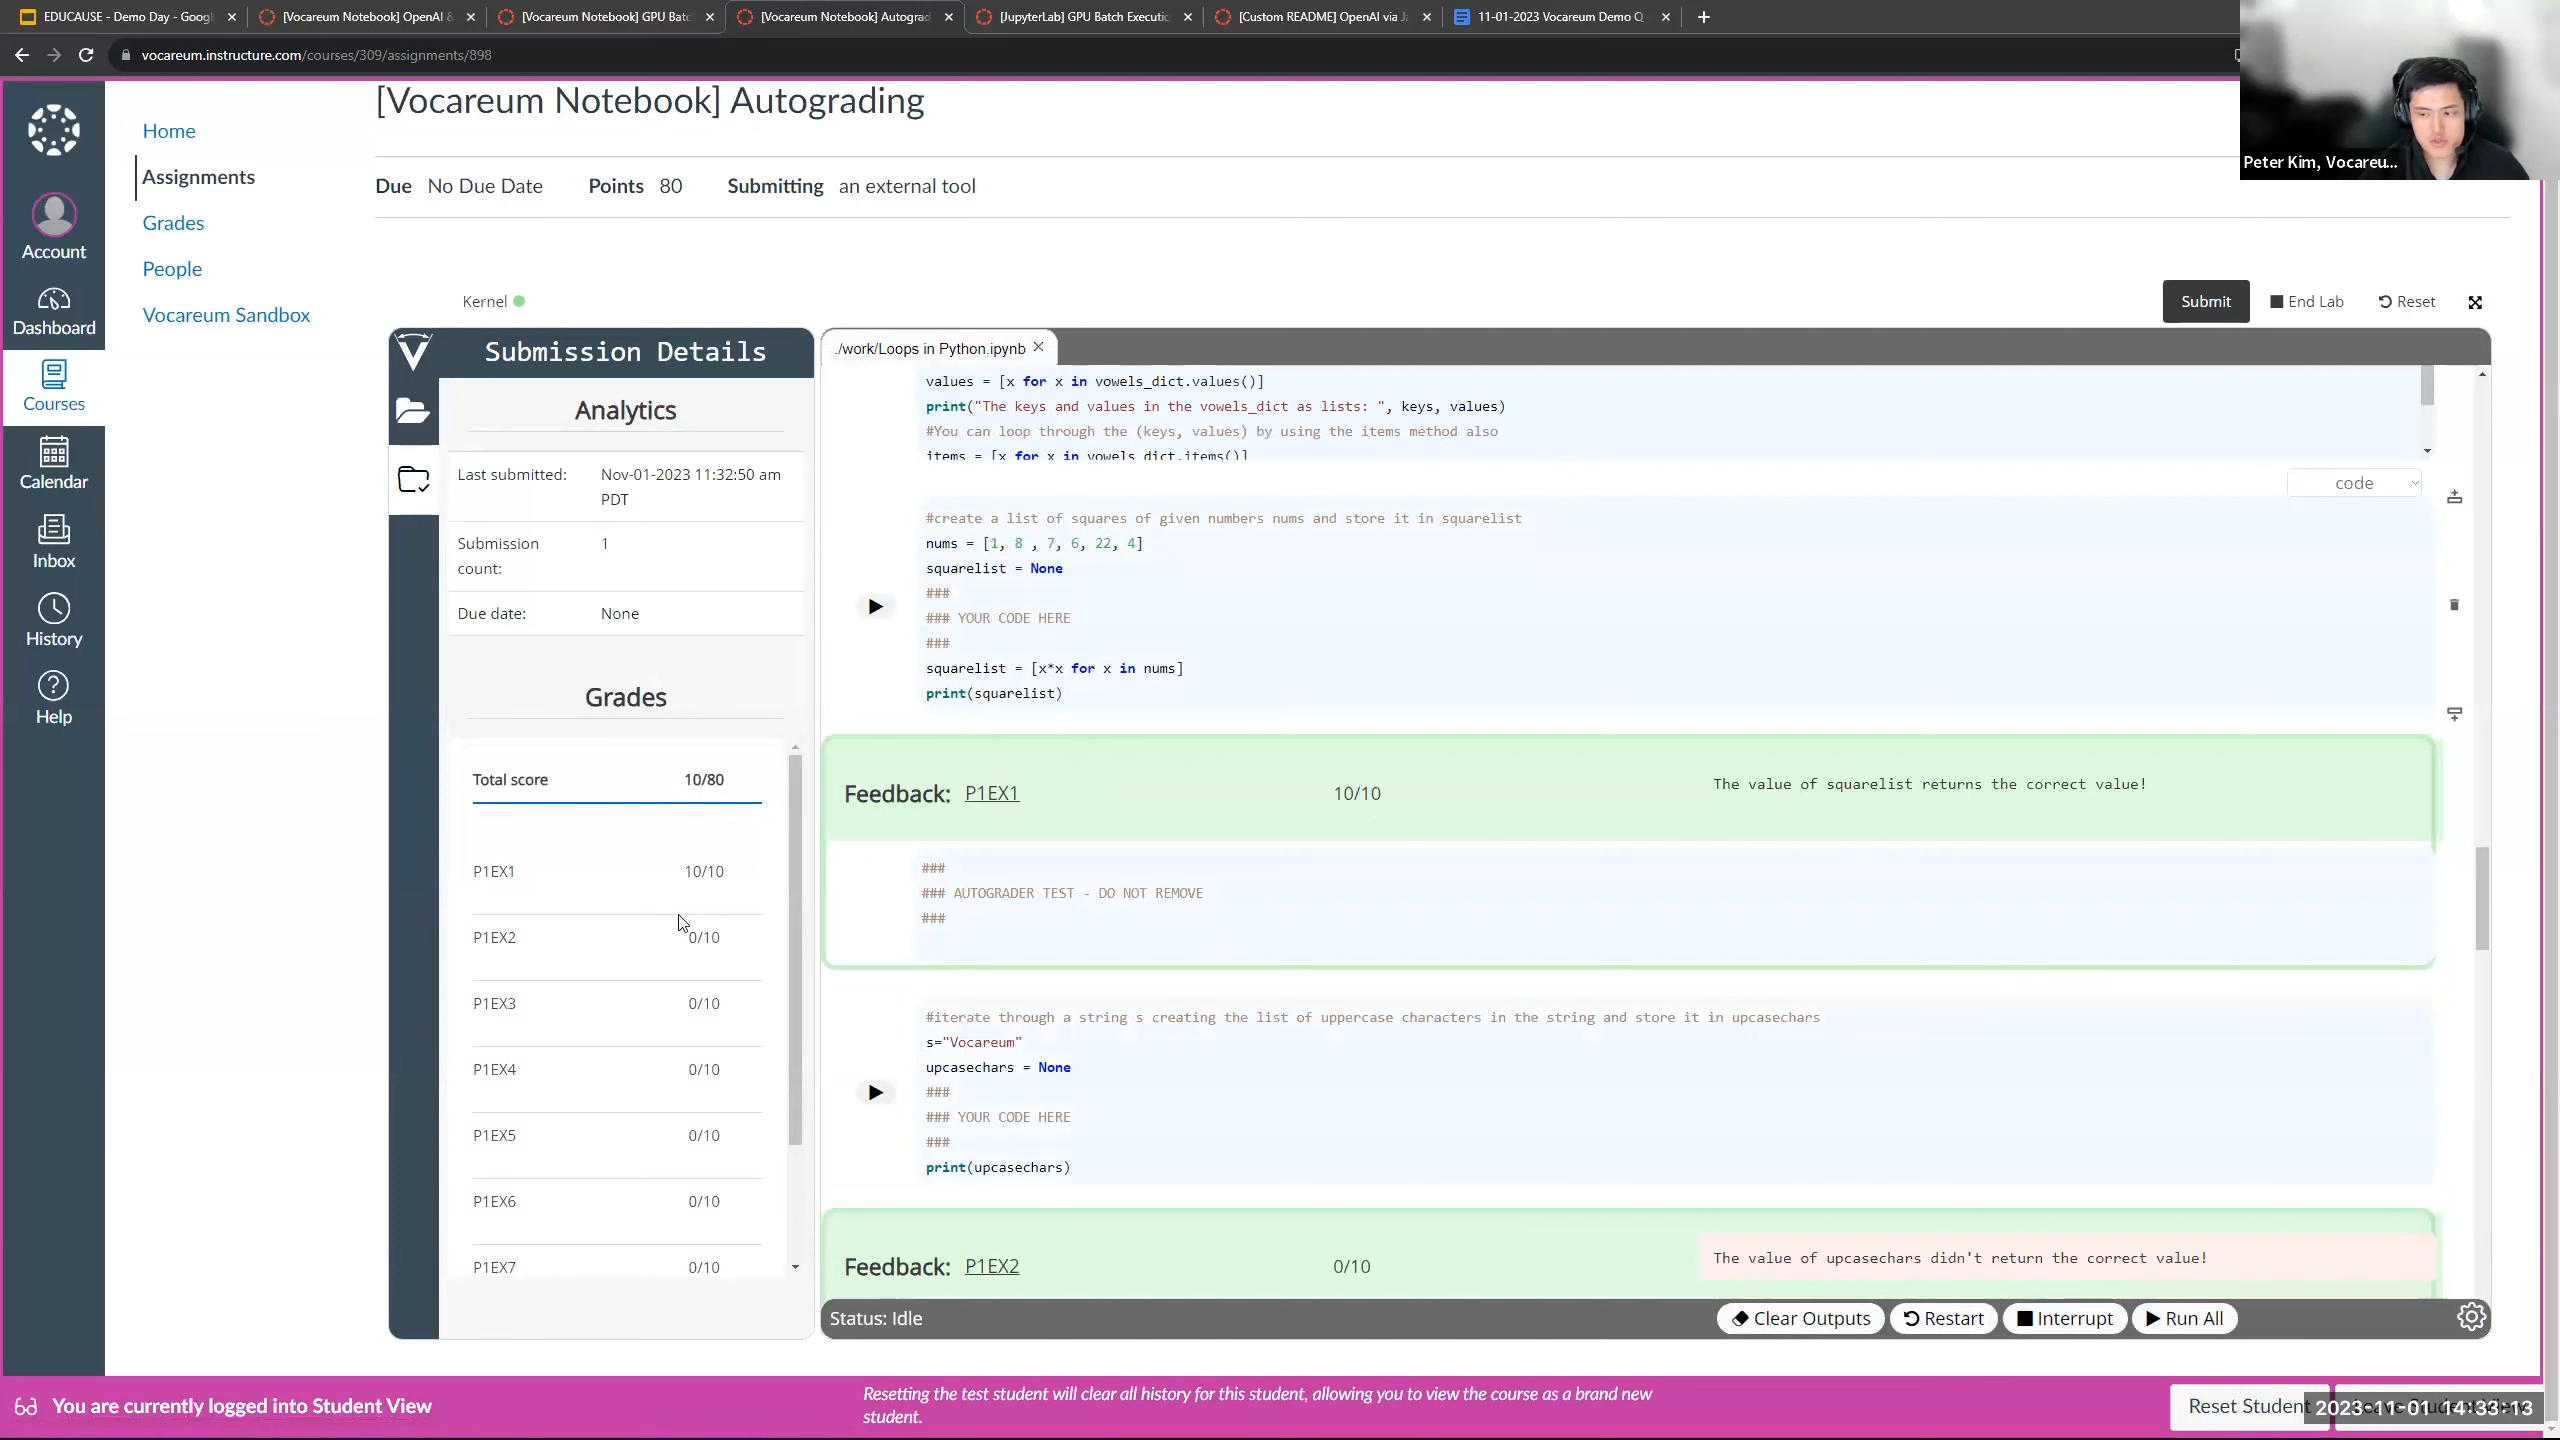 EDUCAUSE - Demo Day - Googl
[Vocareum Notebook] OpenAI &
[Vocareum Notebook] GPU Batc
[Vocareum Notebook] Autograd
[JupyterLab] GPU Batch Executio
[Custom README] OpenAI via Ja
11-01-2023 Vocareum Demo Q
vocareum.instructure.com/courses/309/assignments/898
Peter Kim, Vocareu...
Account
Dashboard
Courses
Calendar
Inbox
History
Help
Home
Assignments
Grades
People
Vocareum Sandbox
[Vocareum Notebook] Autograding
Due No Due Date Points 80 Submitting an external tool
Kernel
Submit
End Lab
Reset
Submission Details
Analytics
Last submitted: Nov-01-2023 11:32:50 am
PDT
Submission 1
count:
Due date: None
Grades
Total score 10/80
P1EX1 10/10
P1EX2 0/10
P1EX3 0/10
P1EX4 0/10
P1EX5 0/10
P1EX6 0/10
P1EX7 0/10
./work/Loops in Python.ipynb
values = [x for x in vowels_dict.values()]
print("The keys and values in the vowels_dict as lists: ", keys, values)
#You can loop through the (keys, values) by using the items method also
items = [x for x in vowels_dict.items()]
code
#create a list of squares of given numbers nums and store it in squarelist
nums = [1, 8 , 7, 6, 22, 4]
squarelist = None
###
### YOUR CODE HERE
###
squarelist = [x*x for x in nums]
print(squarelist)
Feedback: P1EX1 10/10 The value of squarelist returns the correct value!
###
### AUTOGRADER TEST - DO NOT REMOVE
###
#iterate through a string s creating the list of uppercase characters in the string and store it in upcasechars
s="Vocareum"
upcasechars = None
###
### YOUR CODE HERE
###
print(upcasechars)
Feedback: P1EX2 0/10 The value of upcasechars didn't return the correct value!
Status: Idle
Clear Outputs
Restart
Interrupt
Run All
You are currently logged into Student View
Resetting the test student will clear all history for this student, allowing you to view the course as a brand new
student.
Reset Student
2023-11-01 14:33:13